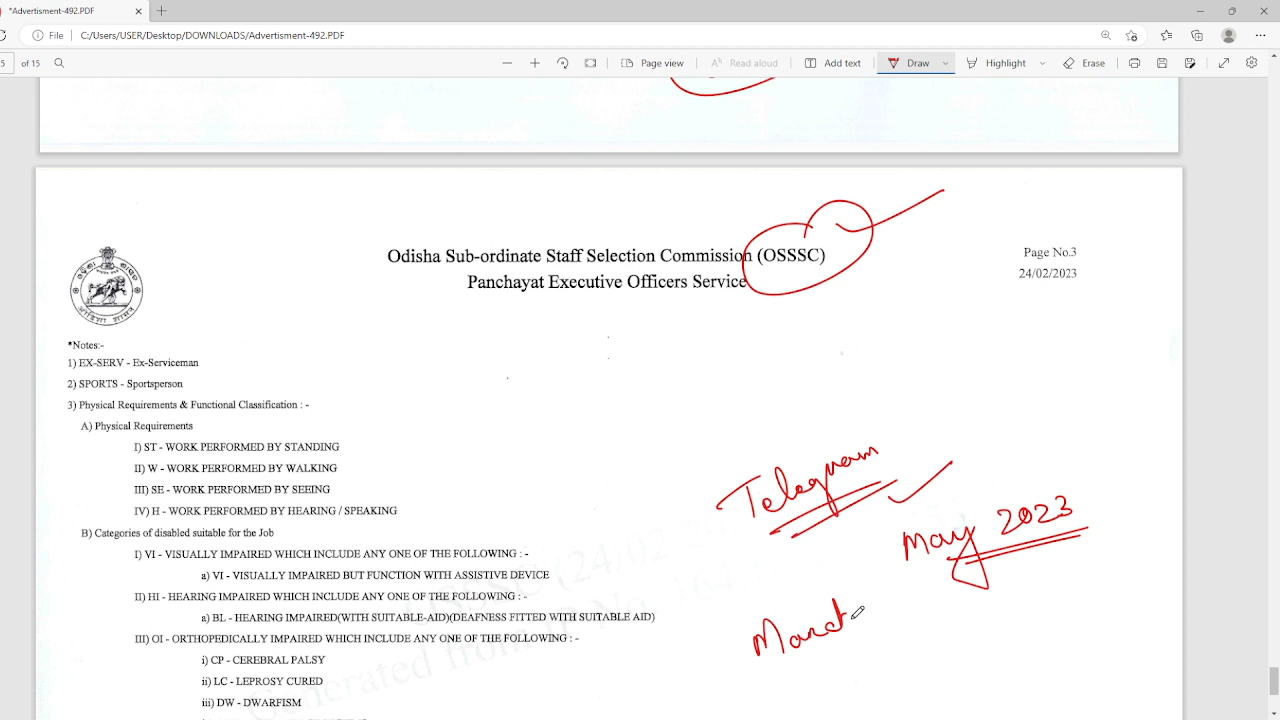 *Advertisment-492.PDF
File C:/Users/USER/Desktop/DOWNLOADS/Advertisment-492.PDF
5 of 15 Page view Read aloud Add text Draw Highlight Erase
Odisha Sub-ordinate Staff Selection Commission (OSSSC)
Panchayat Executive Officers Service
Page No.3
24/02/2023
*Notes:-
1) EX-SERV - Ex-Serviceman
2) SPORTS - Sportsperson
3) Physical Requirements & Functional Classification : -
A) Physical Requirements
I) ST - WORK PERFORMED BY STANDING
II) W - WORK PERFORMED BY WALKING
III) SE - WORK PERFORMED BY SEEING
IV) H - WORK PERFORMED BY HEARING / SPEAKING
B) Categories of disabled suitable for the Job
I) VI - VISUALLY IMPAIRED WHICH INCLUDE ANY ONE OF THE FOLLOWING : -
a) VI - VISUALLY IMPAIRED BUT FUNCTION WITH ASSISTIVE DEVICE
II) HI - HEARING IMPAIRED WHICH INCLUDE ANY ONE OF THE FOLLOWING : -
a) BL - HEARING IMPAIRED(WITH SUITABLE-AID)(DEAFNESS FITTED WITH SUITABLE AID)
III) OI - ORTHOPEDICALLY IMPAIRED WHICH INCLUDE ANY ONE OF THE FOLLOWING : -
i) CP - CEREBRAL PALSY
ii) LC - LEPROSY CURED
iii) DW - DWARFISM
Telegram
May 2023